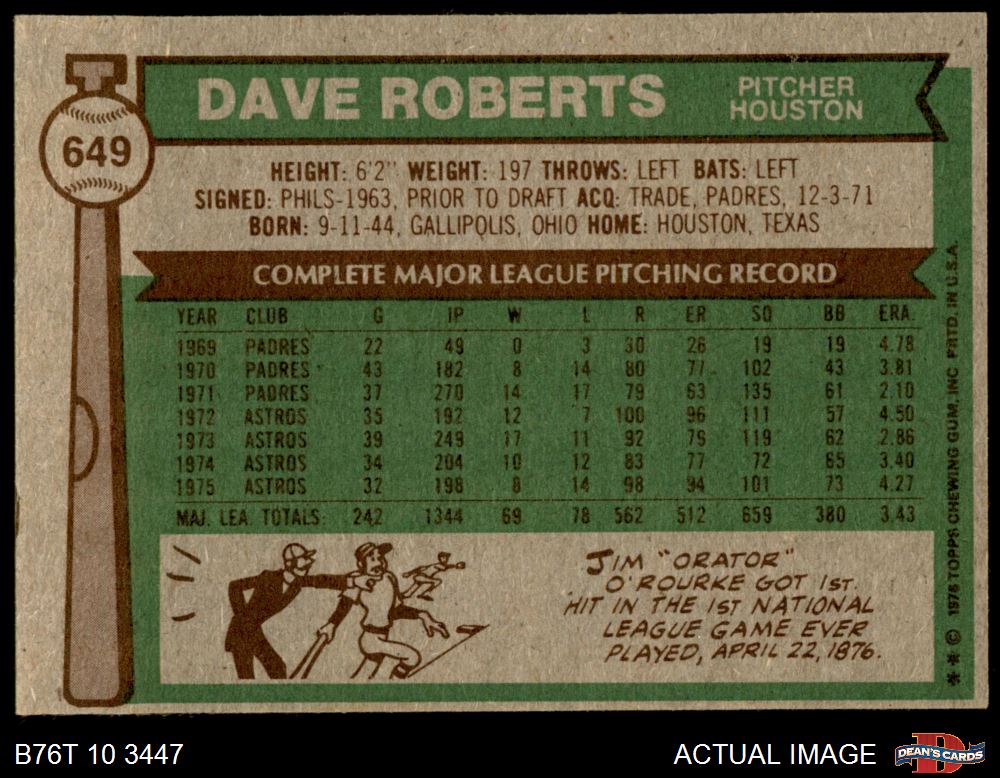 T
649
DAVE ROBERTS
PITCHER
HOUSTON
HEIGHT: 6'2" WEIGHT: 197 THROWS: LEFT BATS: LEFT
SIGNED: PHILS-1963, PRIOR TO DRAFT ACQ: TRADE, PADRES, 12-3-71
BORN: 9-11-44, GALLIPOLIS, OHIO HOME: HOUSTON, TEXAS
COMPLETE MAJOR LEAGUE PITCHING RECORD
YEAR CLUB G IP W L R ER SO BB ERA.
1969 PADRES 22 49 0 3 30 26 19 19 4.78
1970 PADRES 43 182 8 14 80 77 102 43 3.81
1971 PADRES 37 270 14 17 79 63 135 61 2.10
1972 ASTROS 35 192 12 7 100 96 111 57 4.50
1973 ASTROS 39 249 17 11 92 79 119 62 2.86
1974 ASTROS 34 204 10 12 83 77 72 65 3.40
1975 ASTROS 32 198 8 14 98 94 101 73 4.27
MAJ. LEA. TOTALS 242 1344 69 78 562 512 659 380 3.43
JIM "ORATOR"
O'ROURKE GOT 1ST.
HIT IN THE 1ST NATIONAL
LEAGUE GAME EVER
PLAYED, APRIL 22, 1876.
** © 1976 TOPPS CHEWING GUM, INC PRTD. IN U.S.A.
B76T 10 3447
ACTUAL IMAGE
DEAN'S CARDS